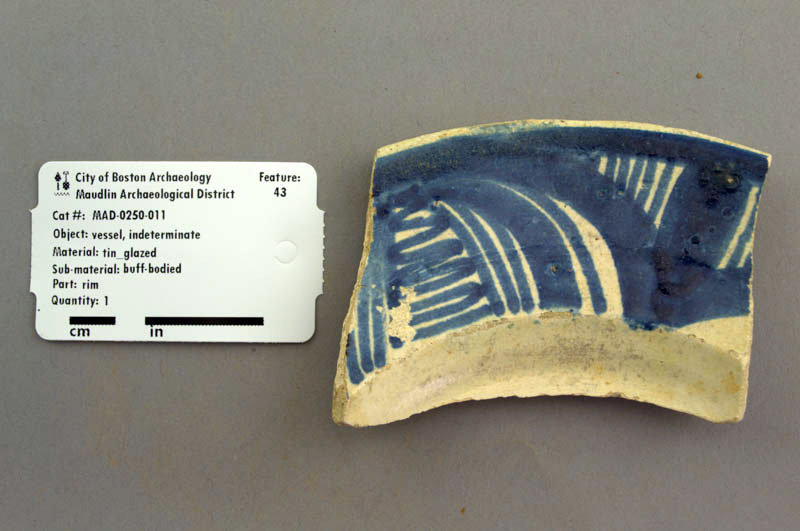 City of Boston Archaeology
Maudlin Archaeological District
Feature:
43
Cat #: MAD-0250-011
Object: vessel, indeterminate
Material: tin_glazed
Sub-material: buff-bodied
Part: rim
Quantity: 1
cm in